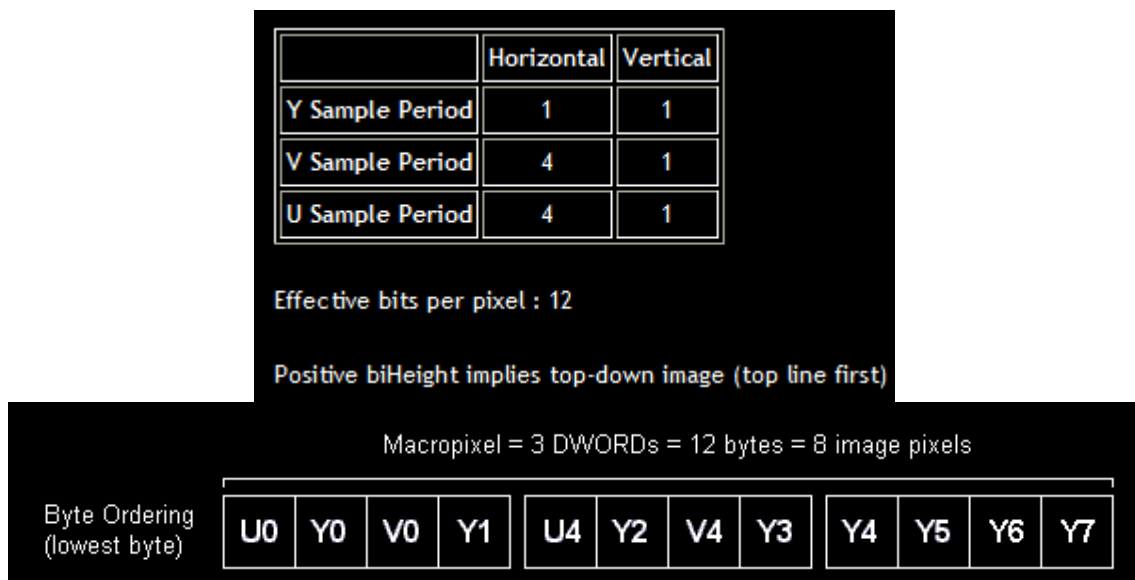 Horizontal Vertical
Y Sample Period 1 1
V Sample Period 4 1
U Sample Period 4 1
Effective bits per pixel : 12
Positive biHeight implies top-down image (top line first)
Macropixel = 3 DWORDs = 12 bytes = 8 image pixels
Byte Ordering
(lowest byte)
U0 Y0 V0 Y1 U4 Y2 V4 Y3 Y4 Y5 Y6 Y7